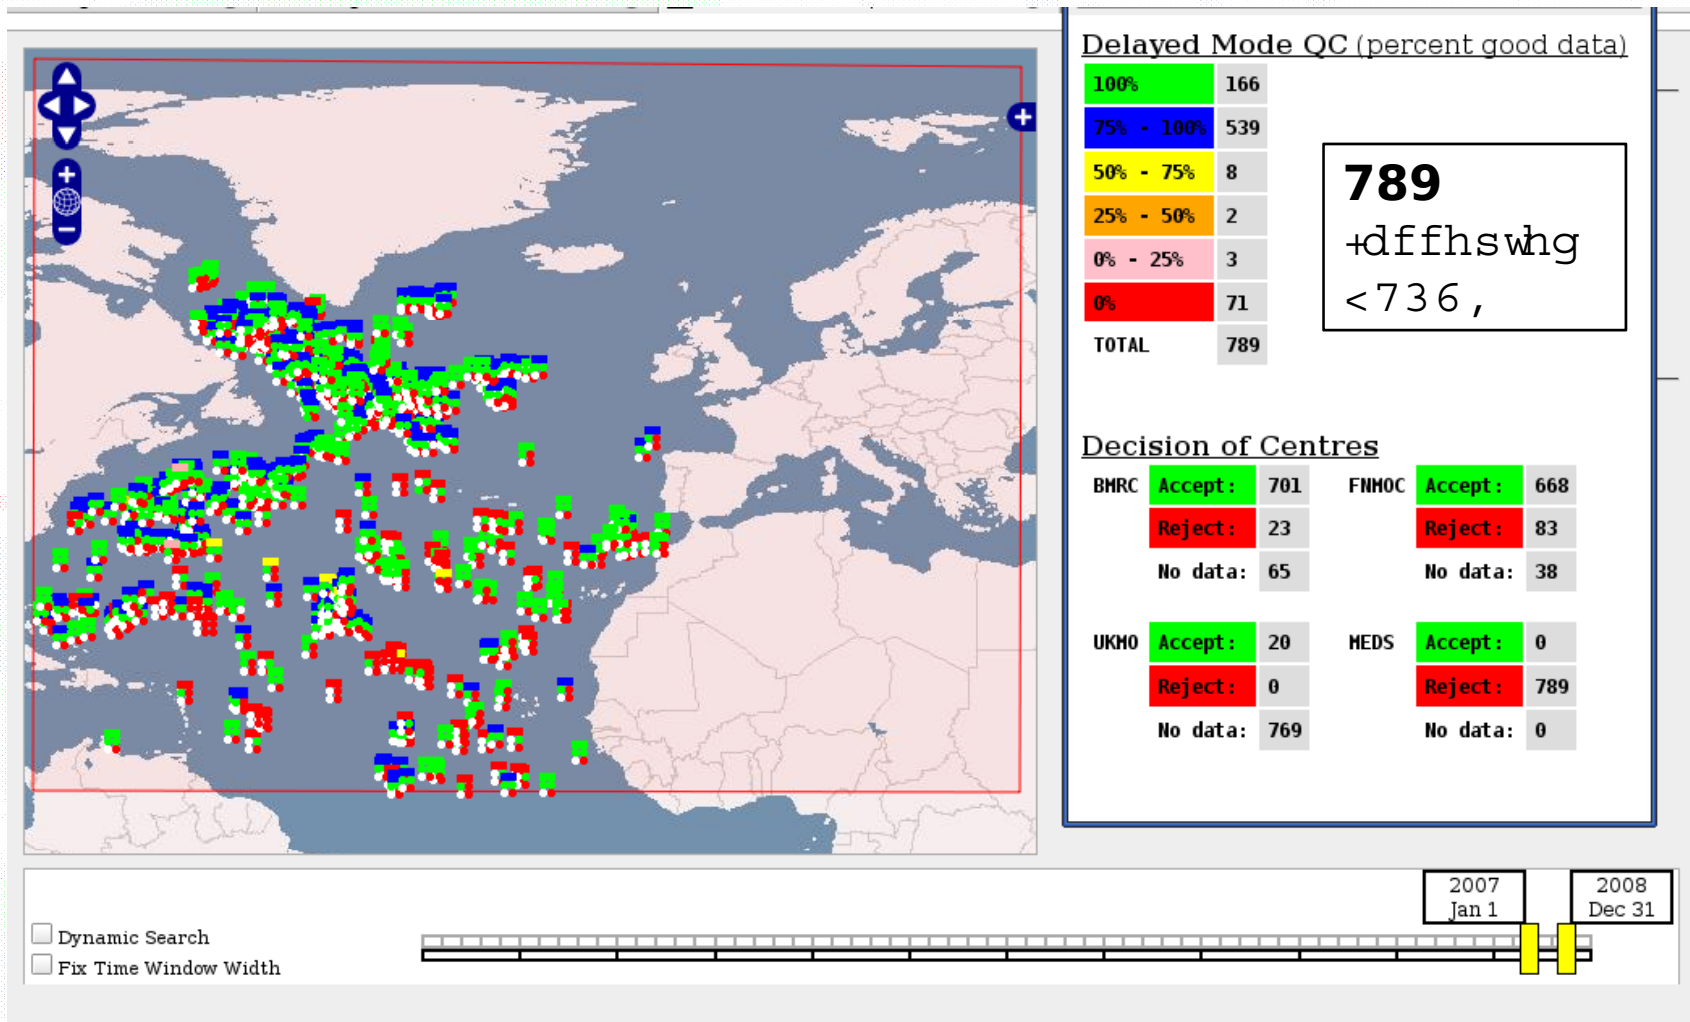 Delayed Mode QC (percent good data)
100% 166
75% - 100% 539
50% - 75% 8
25% - 50% 2
0% - 25% 3
0% 71
TOTAL 789
789
+dffhswhg
<736,
Decision of Centres
BMRC Accept: 701 FNMOC Accept: 668
Reject: 23 Reject: 83
No data: 65 No data: 38
UKMO Accept: 20 MEDS Accept: 0
Reject: 0 Reject: 789
No data: 769 No data: 0
2007 2008
Jan 1 Dec 31
Dynamic Search
Fix Time Window Width